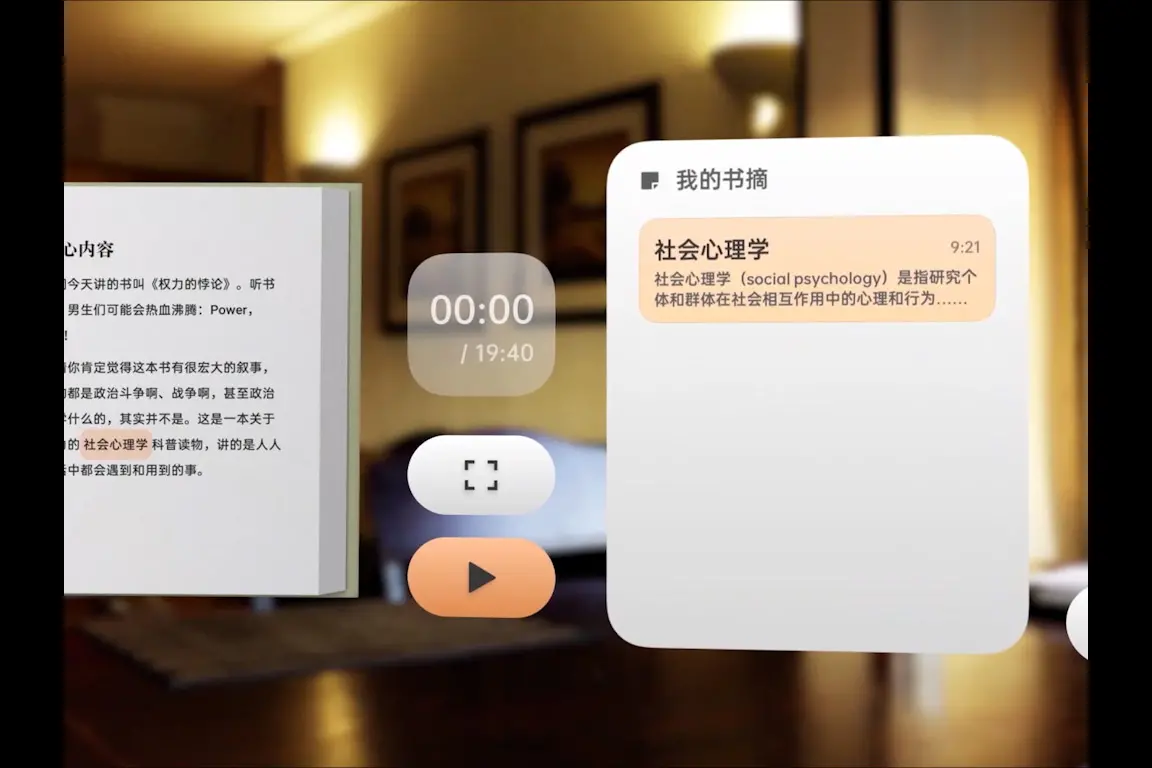 心内容
今天讲的书叫《权力的悖论》。听书
男生们可能会热血沸腾：Power，
！
你肯定觉得这本书有很宏大的叙事，
都是政治斗争啊、战争啊，甚至政治
什么的，其实并不是。这是一本关于
的社会心理学科普读物，讲的是人人
中都会遇到和用到的事。
00:00
/ 19:40
我的书摘
社会心理学
9:21
社会心理学（social psychology）是指研究个
体和群体在社会相互作用中的心理和行为……